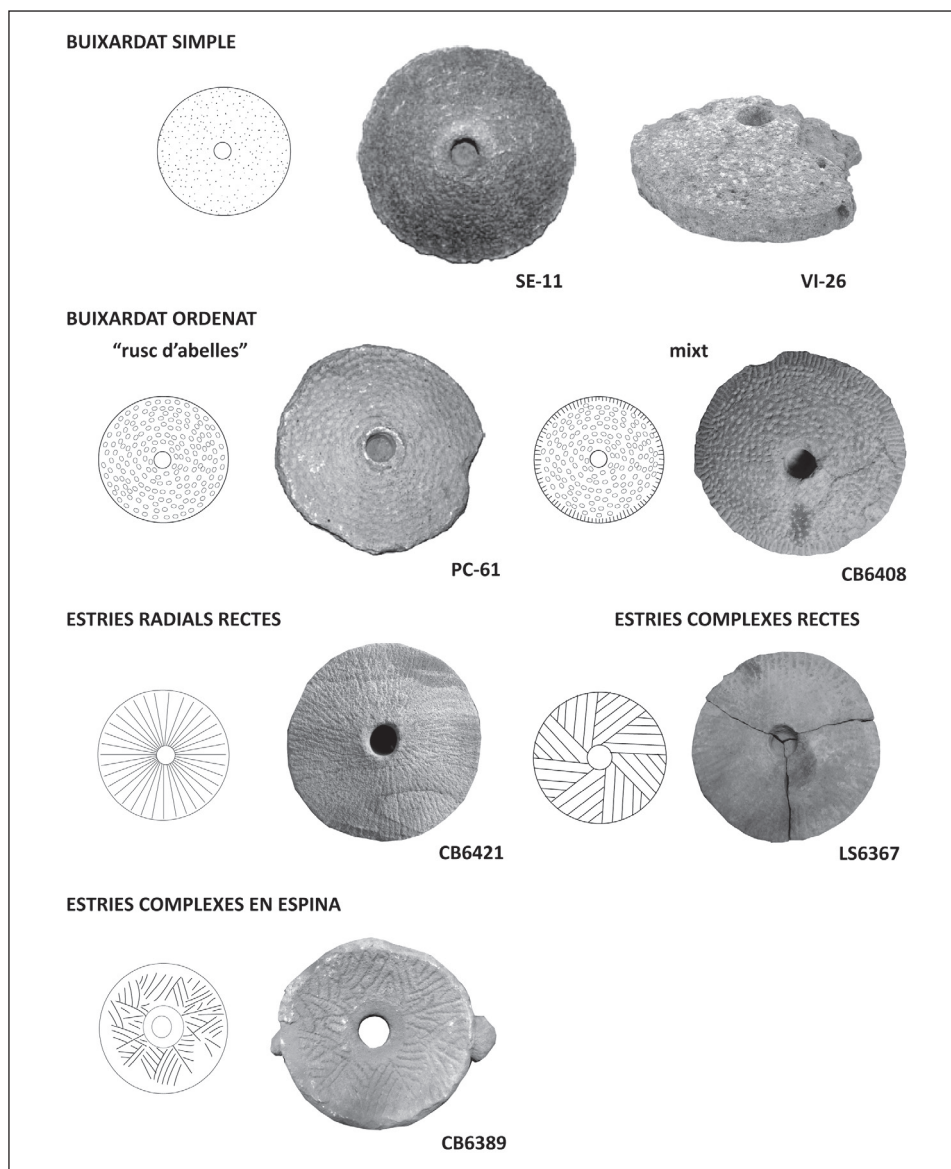 BUIXARDAT SIMPLE
SE-11
VI-26
BUIXARDAT ORDENAT
“rusc d’abelles”
mixt
PC-61
CB6408
ESTRIES RADIALS RECTES
ESTRIES COMPLEXES RECTES
CB6421
LS6367
ESTRIES COMPLEXES EN ESPINA
CB6389